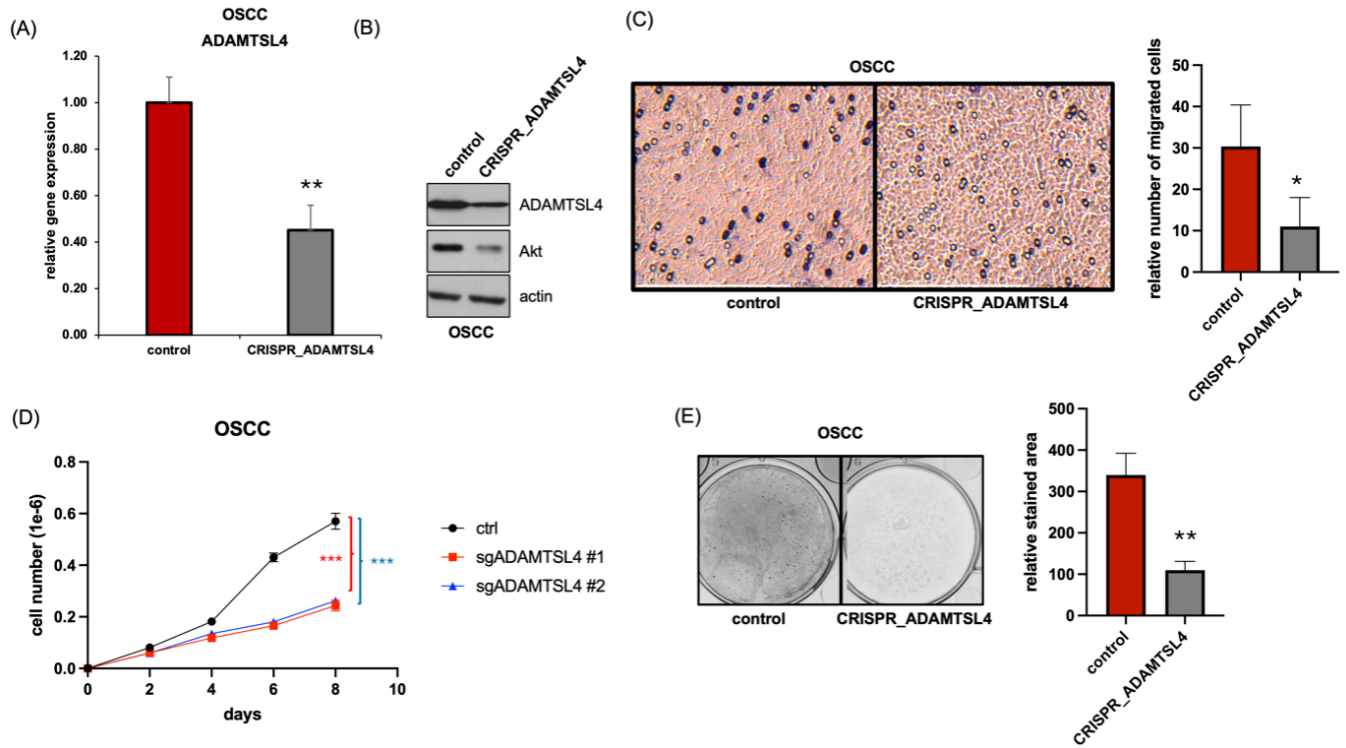 (A)
OSCC
ADAMTSL4
relative gene expression
1.20
1.00
0.80
0.60
0.40
0.20
0.00
**
control
CRISPR_ADAMTSL4
(B)
control
CRISPR_ADAMTSL4
ADAMTSL4
Akt
actin
OSCC
(C)
OSCC
control
CRISPR_ADAMTSL4
relative number of migrated cells
50
40
30
20
10
0
*
control
CRISPR_ADAMTSL4
(D)
OSCC
cell number (1e-6)
0.8
0.6
0.4
0.2
0.0
0 2 4 6 8 10
days
***
***
ctrl
sgADAMTSL4 #1
sgADAMTSL4 #2
(E)
OSCC
control
CRISPR_ADAMTSL4
relative stained area
500
400
300
200
100
0
**
control
CRISPR_ADAMTSL4